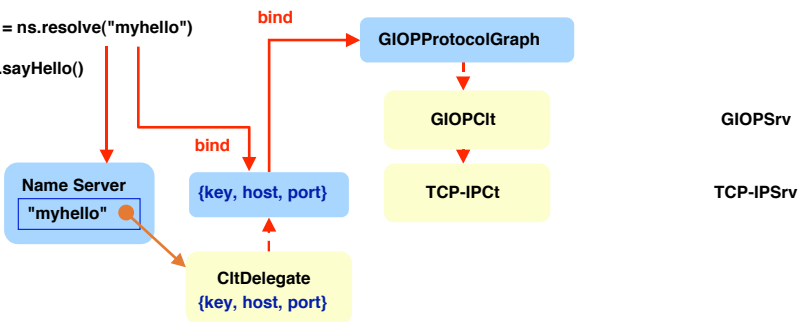 = ns.resolve("myhello")
.sayHello()
bind
GIOPProtocolGraph
GIOPClt
GIOPSrv
bind
Name Server
"myhello"
{key, host, port}
TCP-IPCt
TCP-IPSrv
CltDelegate
{key, host, port}